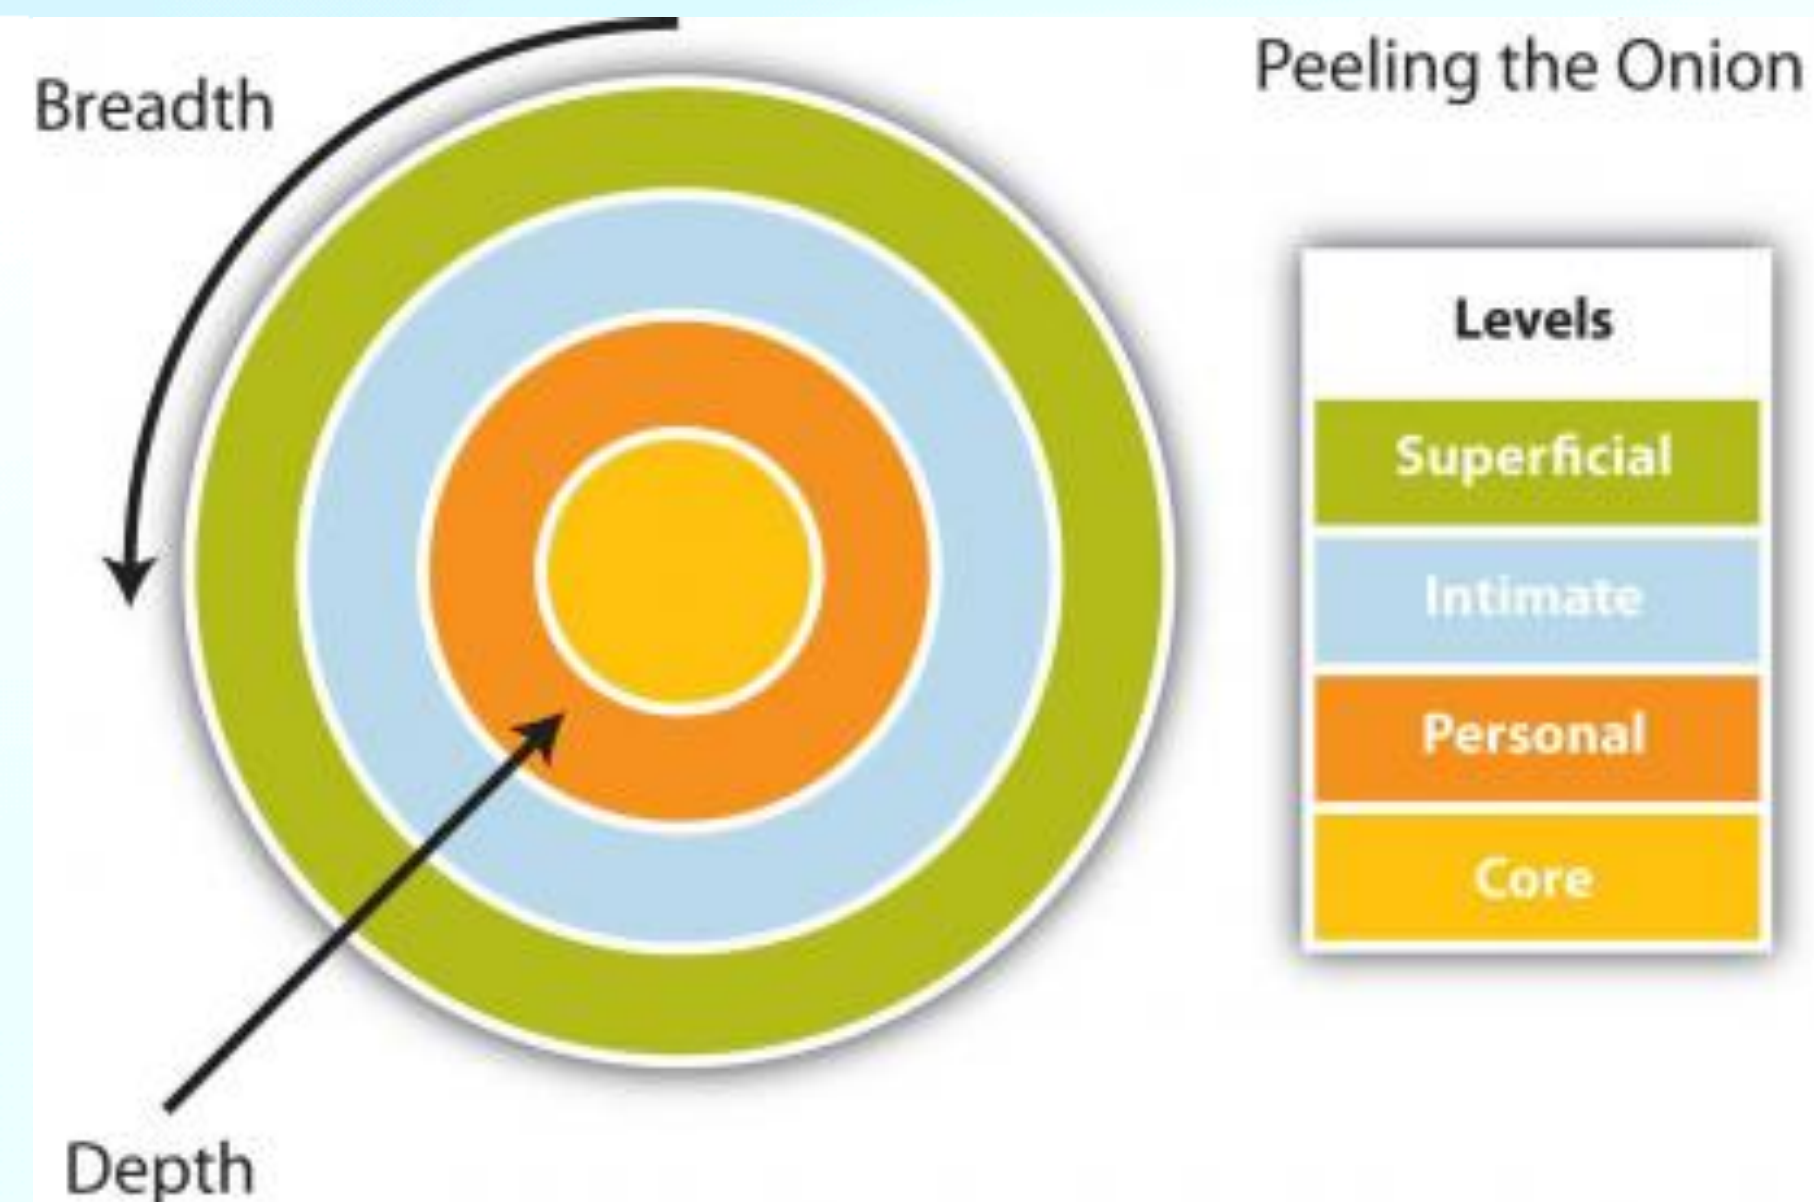 Peeling the Onion
Breadth
Levels
Superficial
Intimate
Personal
Core
Depth